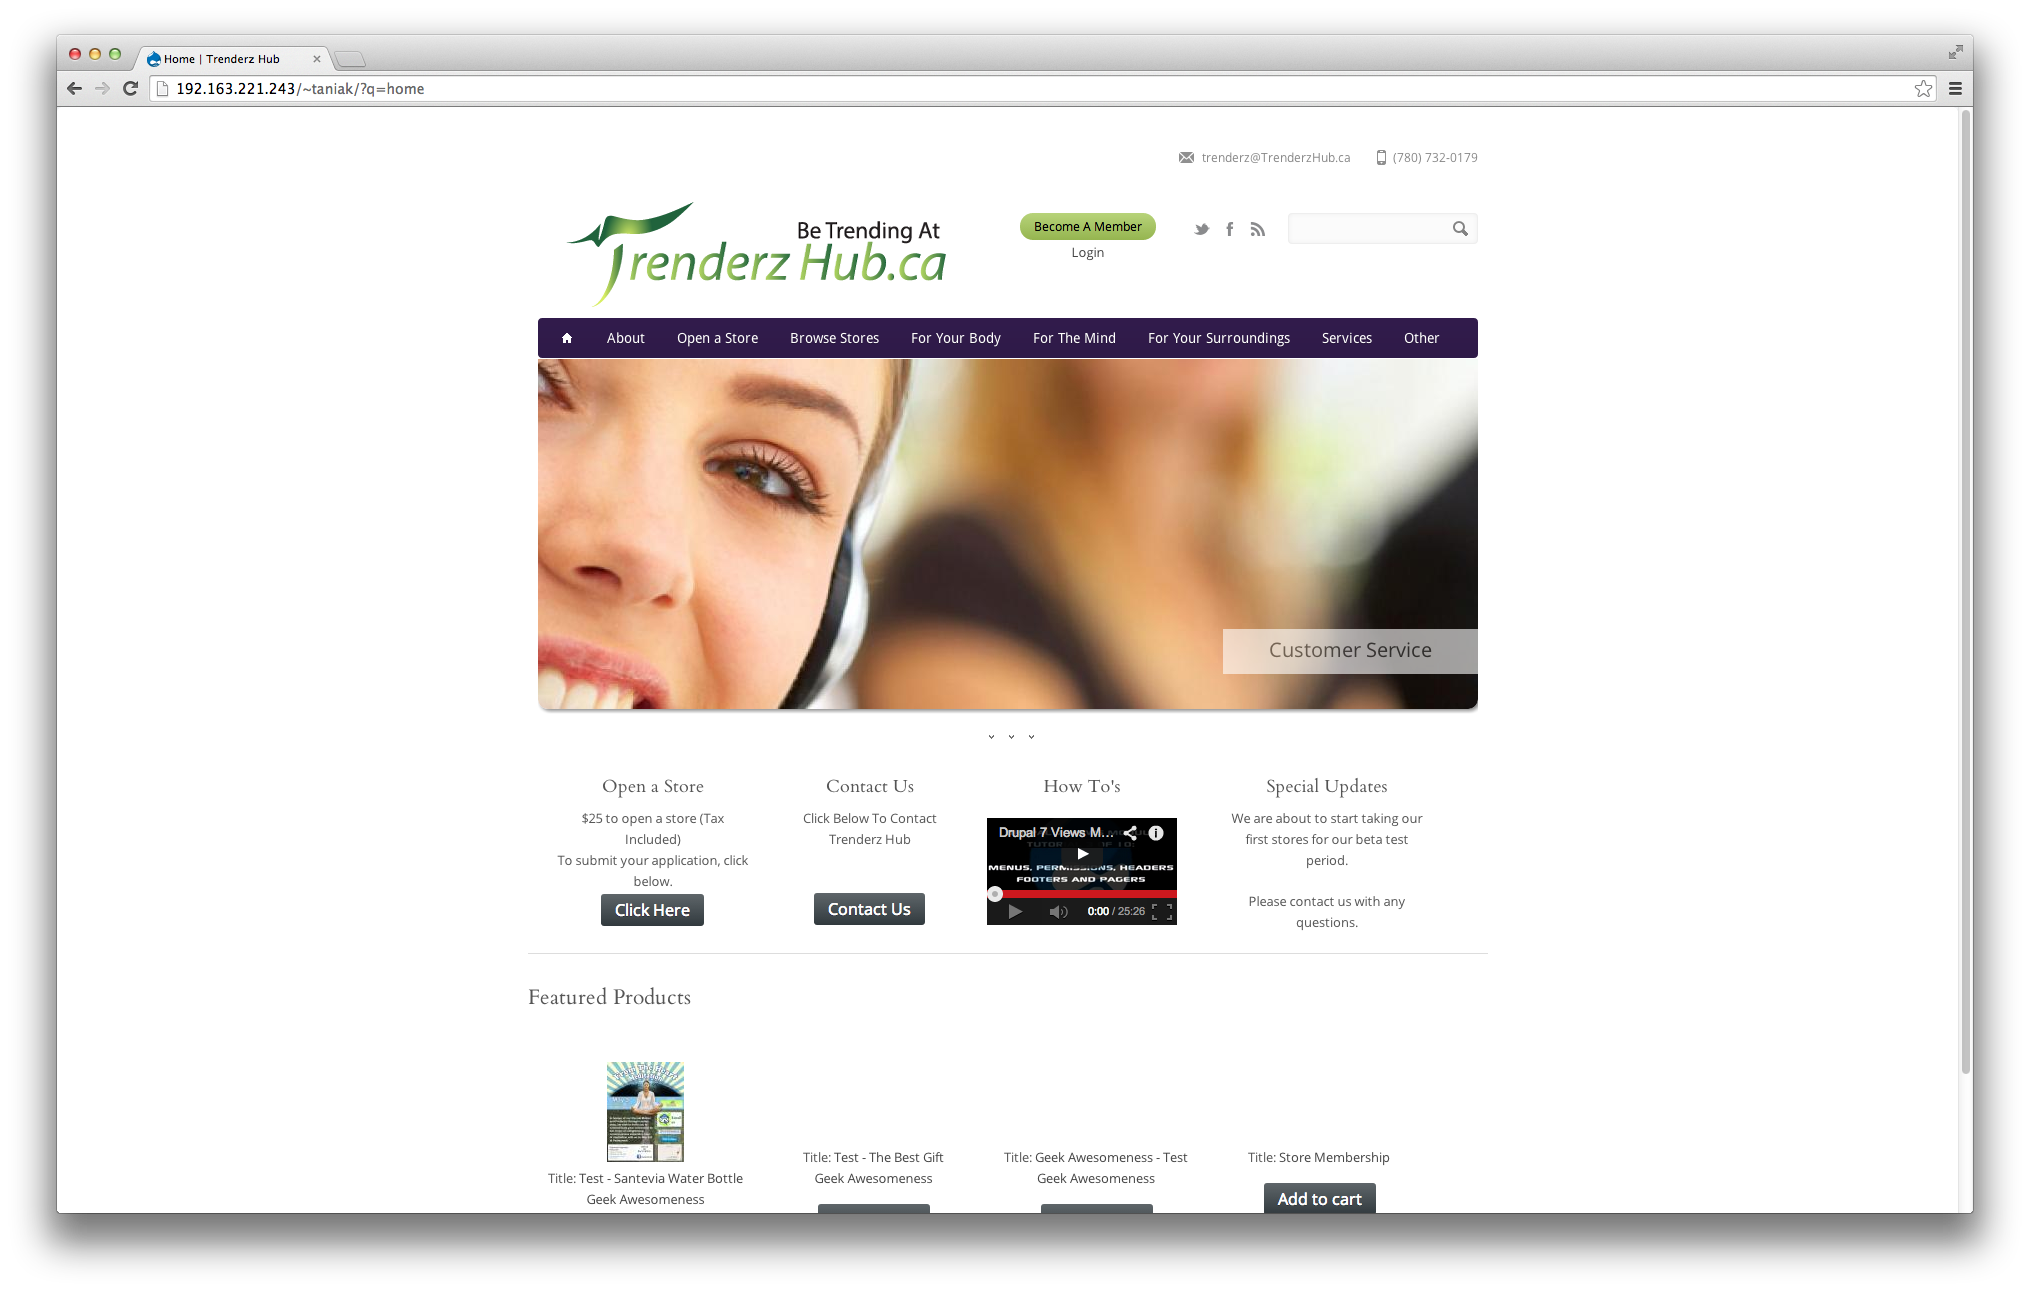 Home | Trenderz Hub
192.163.221.243/~taniak/?q=home
trenderz@TrenderzHub.ca (780) 732-0179
Be Trending At
Trenderz Hub.ca
Become A Member
Login
About Open a Store Browse Stores For Your Body For The Mind For Your Surroundings Services Other
Customer Service
Open a Store
$25 to open a store (Tax
Included)
To submit your application, click
below.
Click Here
Contact Us
Click Below To Contact
Trenderz Hub
Contact Us
How To's
Drupal 7 Views M...
MENUS, PERMISSIONS, HEADERS
FOOTERS AND PAGERS
0:00 / 25:26
Special Updates
We are about to start taking our
first stores for our beta test
period.
Please contact us with any
questions.
Featured Products
Title: Test - Santevia Water Bottle
Geek Awesomeness
Title: Test - The Best Gift
Geek Awesomeness
Title: Geek Awesomeness - Test
Geek Awesomeness
Title: Store Membership
Add to cart